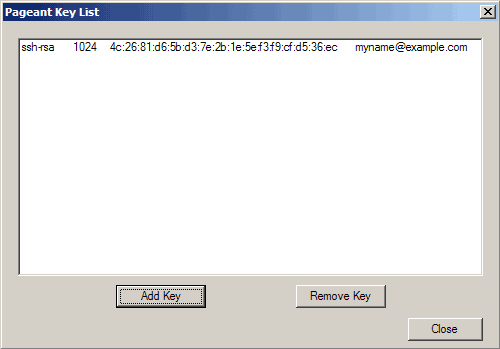 Pageant Key List
ssh-rsa 1024 4c:26:81:d6:5b:d3:7e:2b:1e:5e:f3:f9:cf:d5:36:ec myname@example.com
Add Key Remove Key
Close